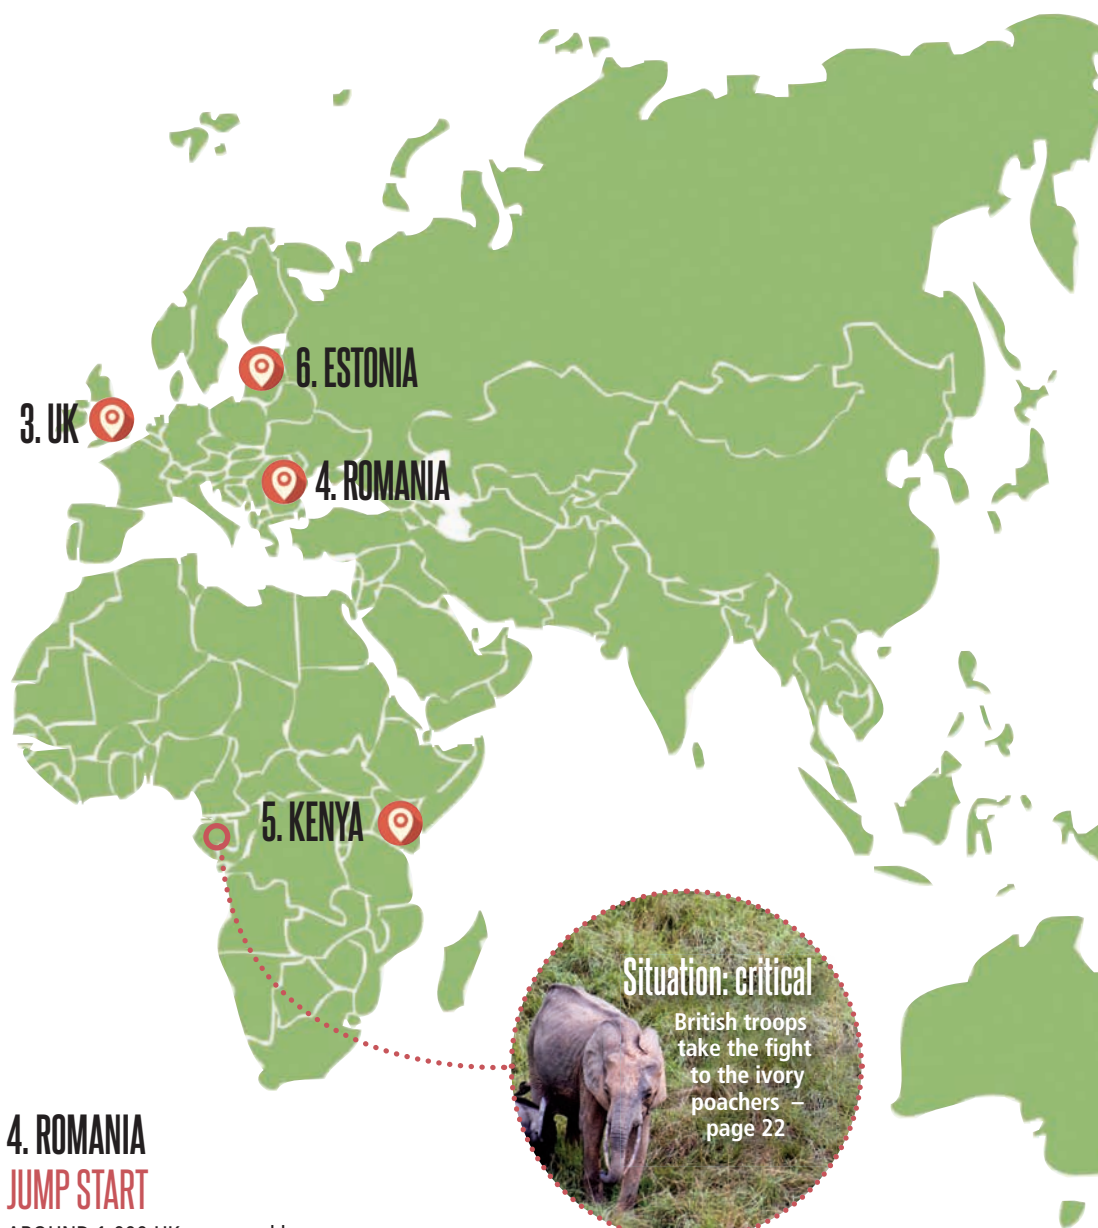 6. ESTONIA
3. UK
4. ROMANIA
5. KENYA
Situation: critical
British troops
take the fight
to the ivory
poachers –
page 22
4. ROMANIA
JUMP START